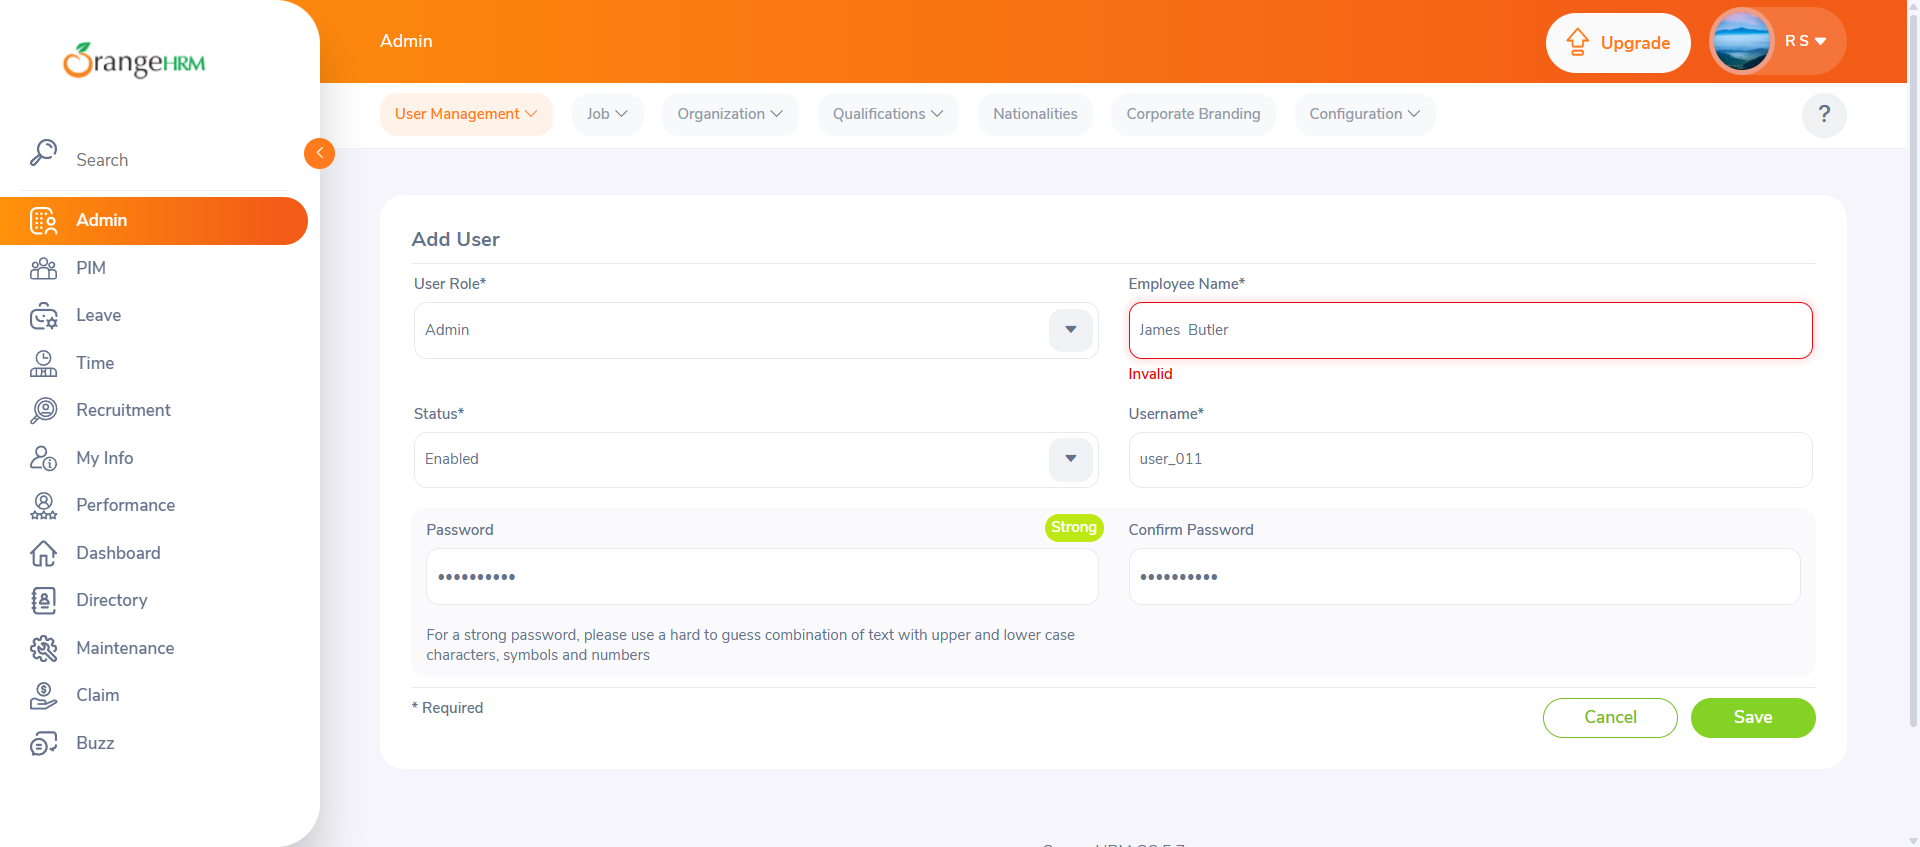 OrangeHRM
Admin
Upgrade
R S
User Management
Job
Organization
Qualifications
Nationalities
Corporate Branding
Configuration
?
Search
Admin
PIM
Leave
Time
Recruitment
My Info
Performance
Dashboard
Directory
Maintenance
Claim
Buzz
Add User
User Role*
Employee Name*
Admin
James  Butler
Invalid
Status*
Username*
Enabled
user_011
Password
Strong
Confirm Password
••••••••••
••••••••••
For a strong password, please use a hard to guess combination of text with upper and lower case
characters, symbols and numbers
* Required
Cancel
Save